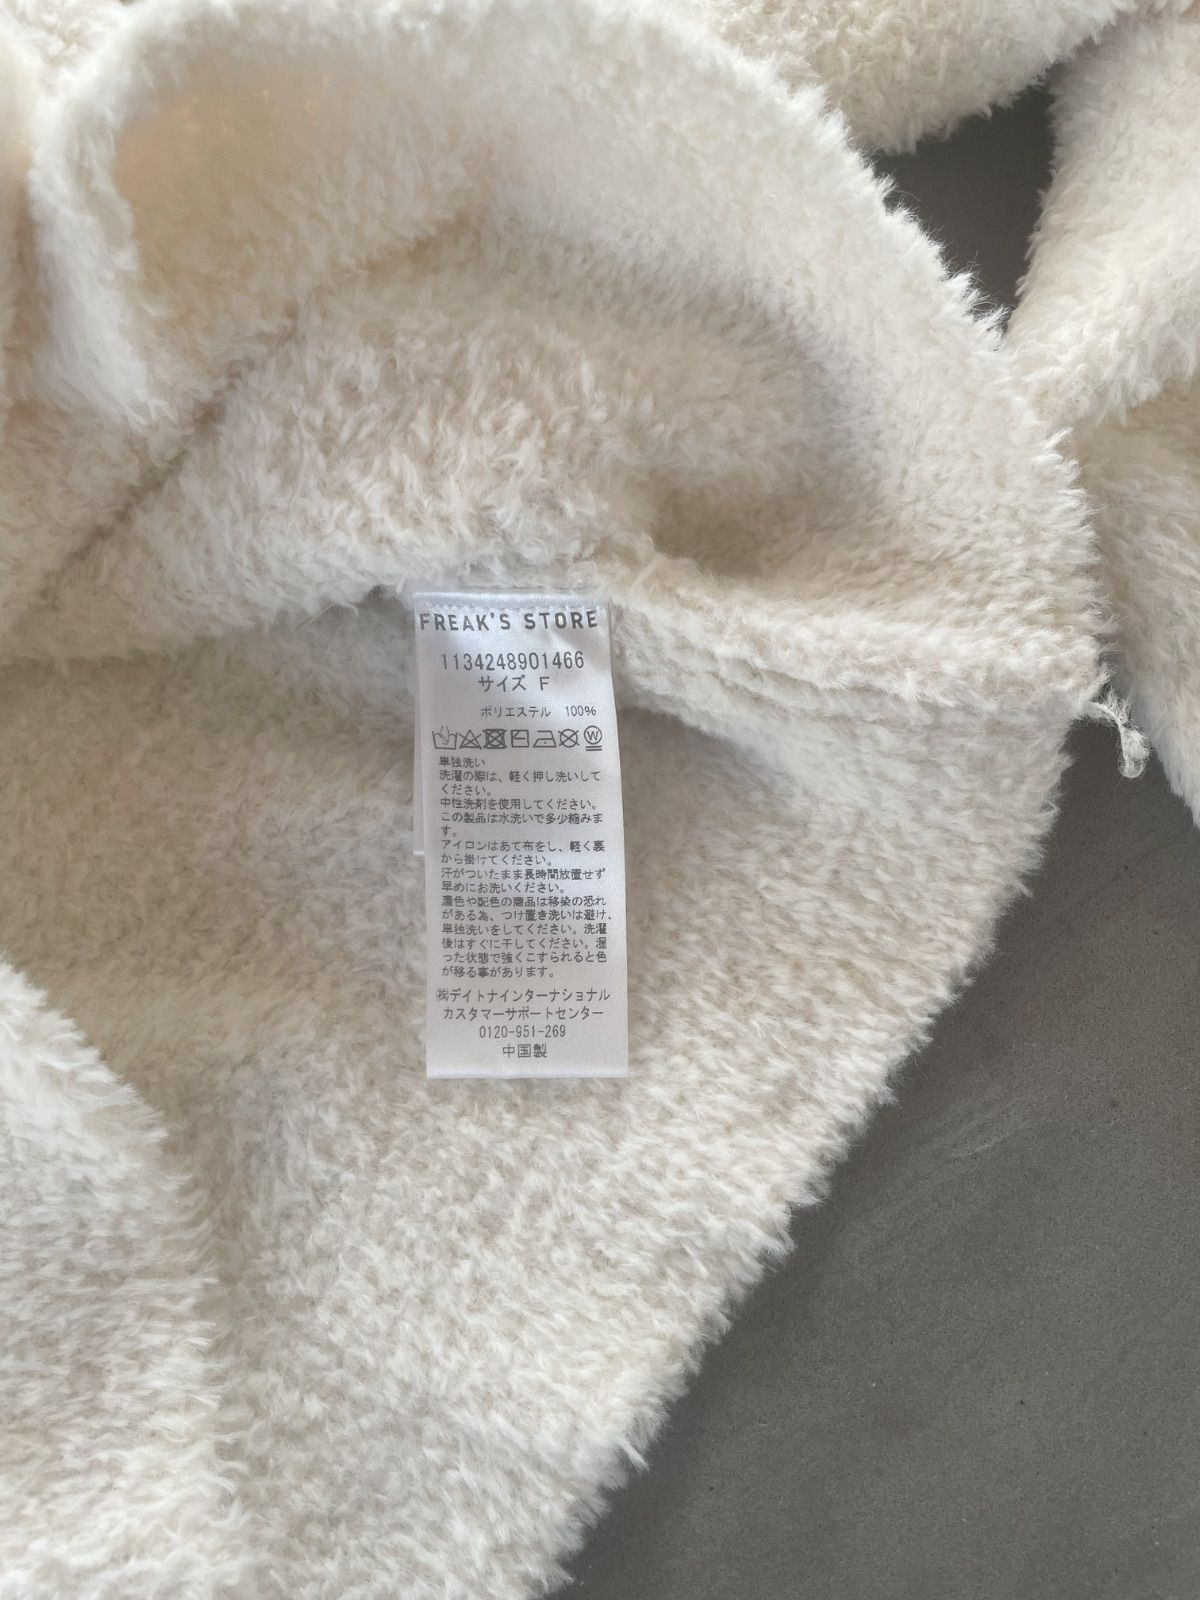 FREAK'S STORE
1134248901466
サイズ F
ポリエステル 100%
単独洗い
洗濯の際は、軽く押し洗いして
ください。
中性洗剤を使用してください。
この製品は水洗いで多少縮みま
す。
アイロンはあて布をし、軽く裏
から掛けてください。
汗がついたまま長時間放置せず
早めにお洗いください。
濃色や配色の商品は移染の恐れ
がある為、つけ置き洗いは避け、
単独洗いをしてください。洗濯
後はすぐに干してください。湿
った状態で強くこすられると色
が移る事があります。
㈱デイトナインターナショナル
カスタマーサポートセンター
0120-951-269
中国製